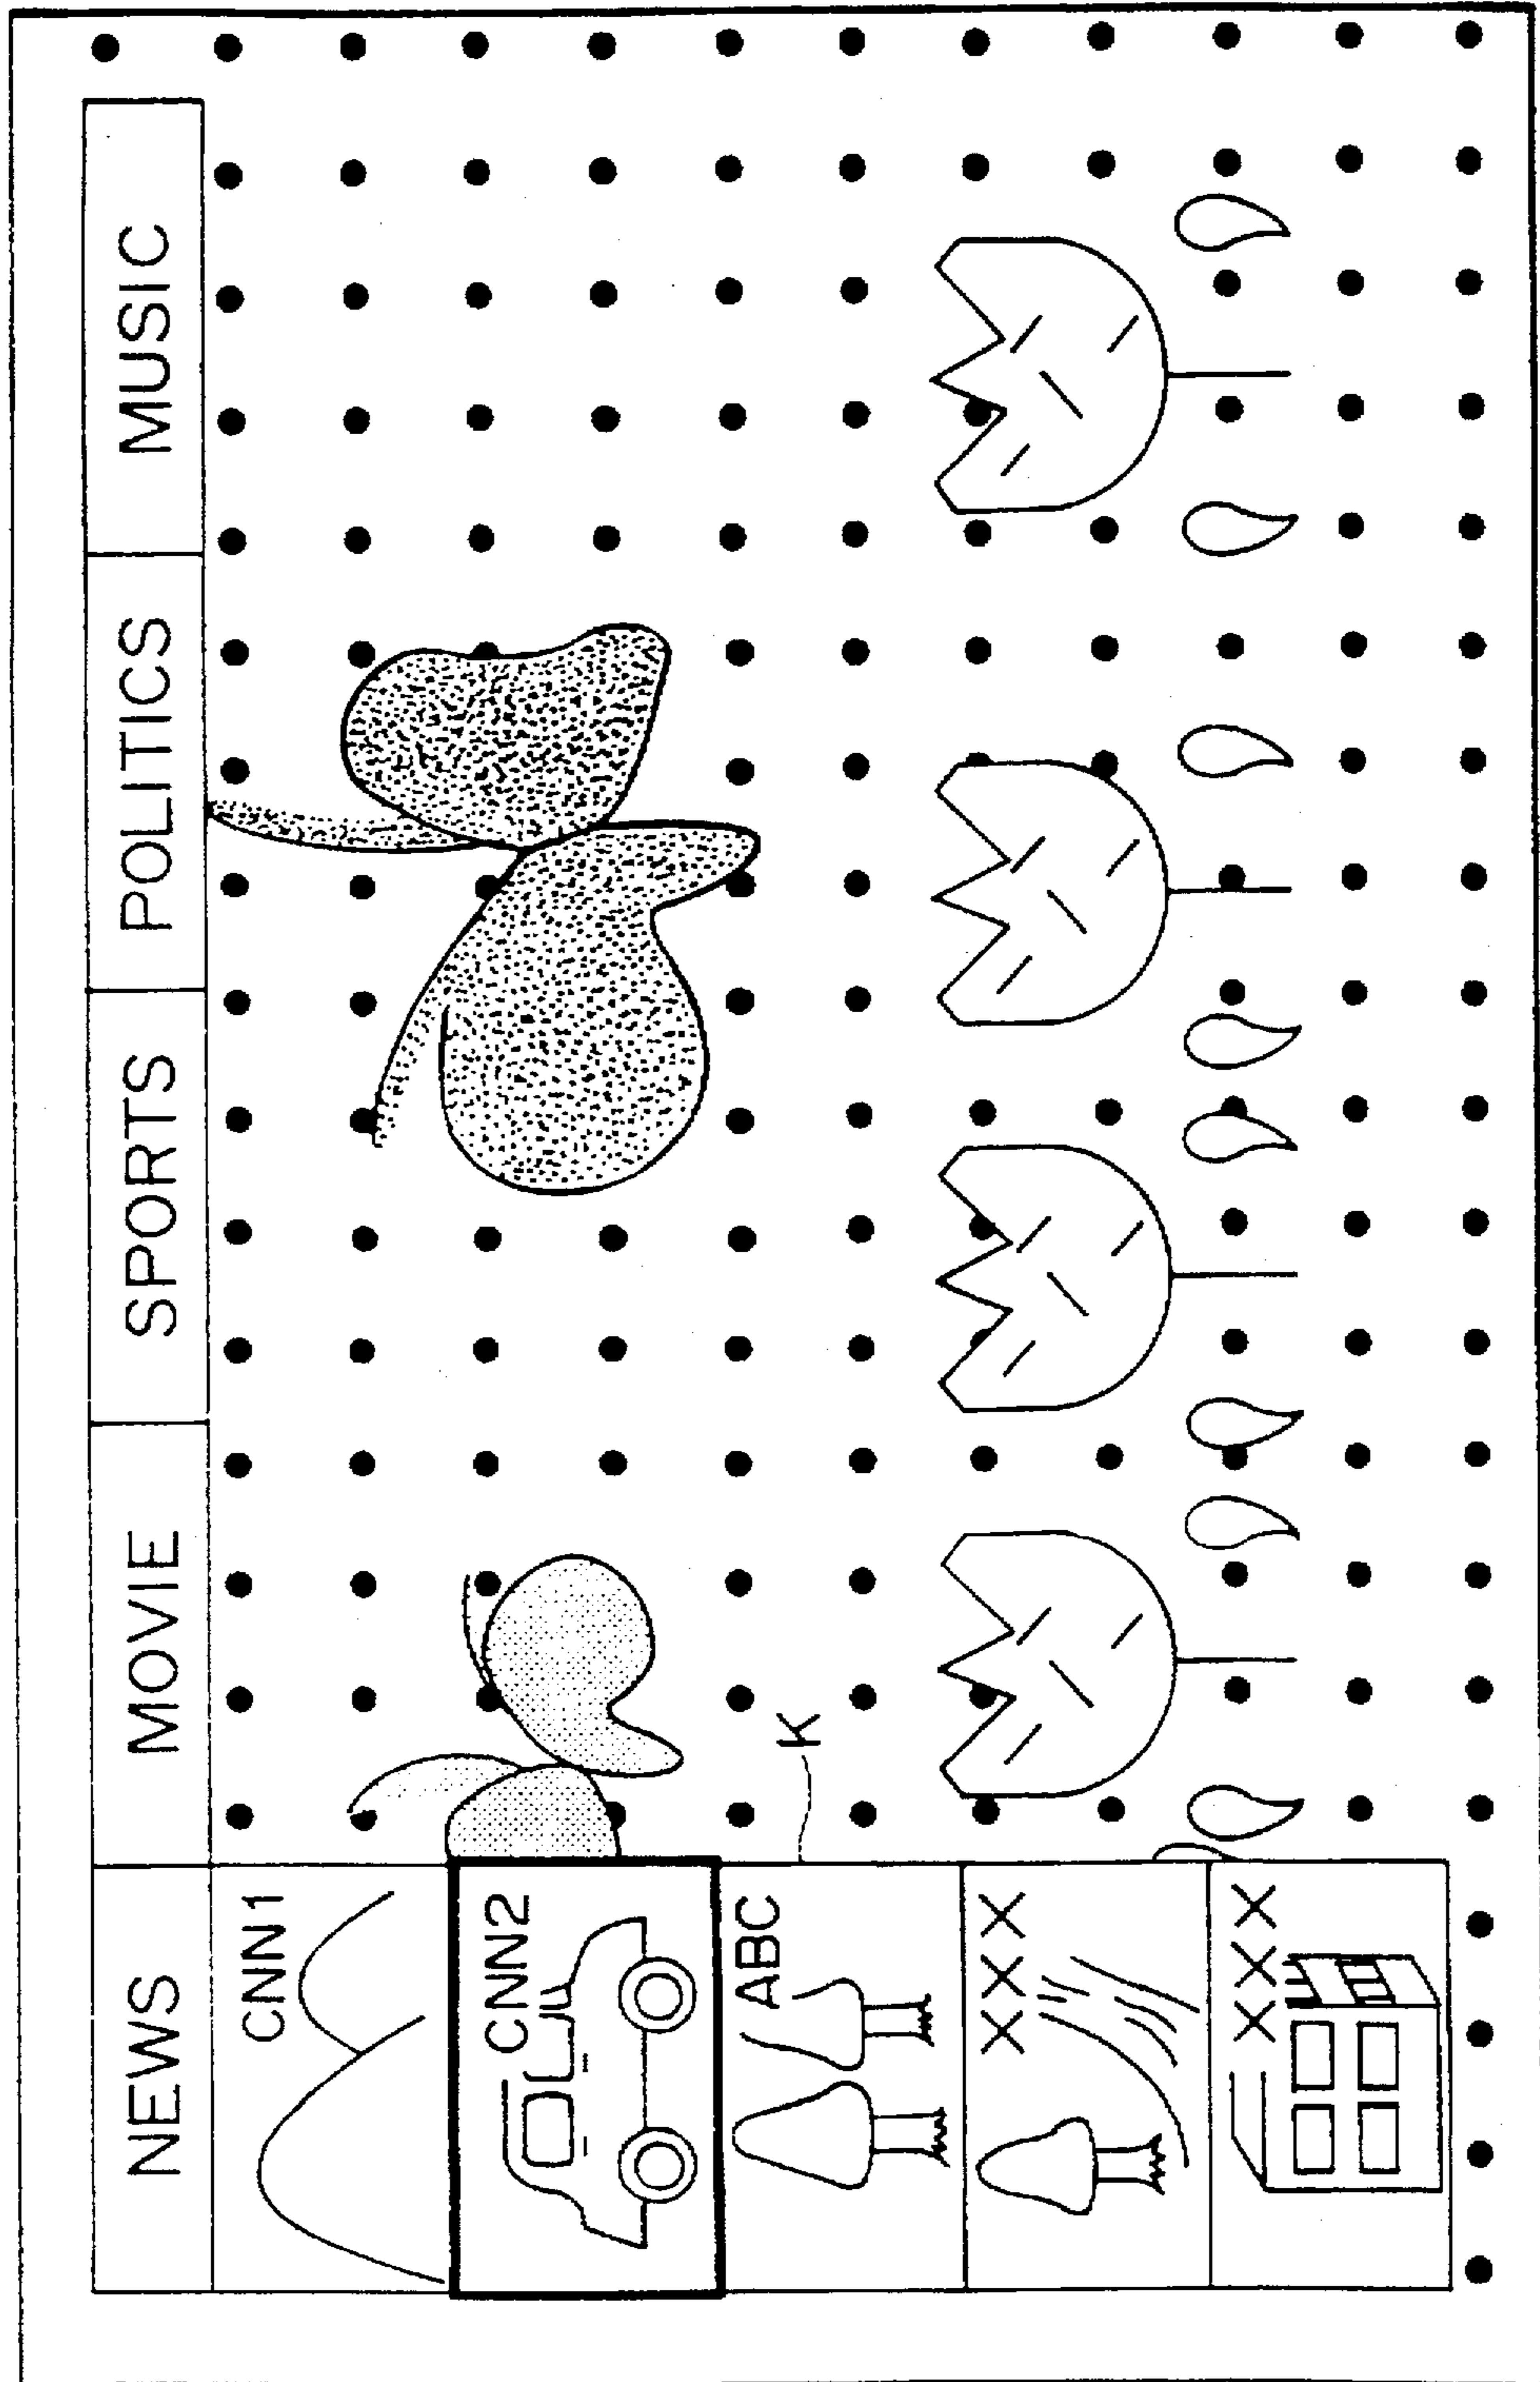 NEWS MOVIE SPORTS POLITICS MUSIC
CNN1
CNN2
ABC
K
XXX
XXX